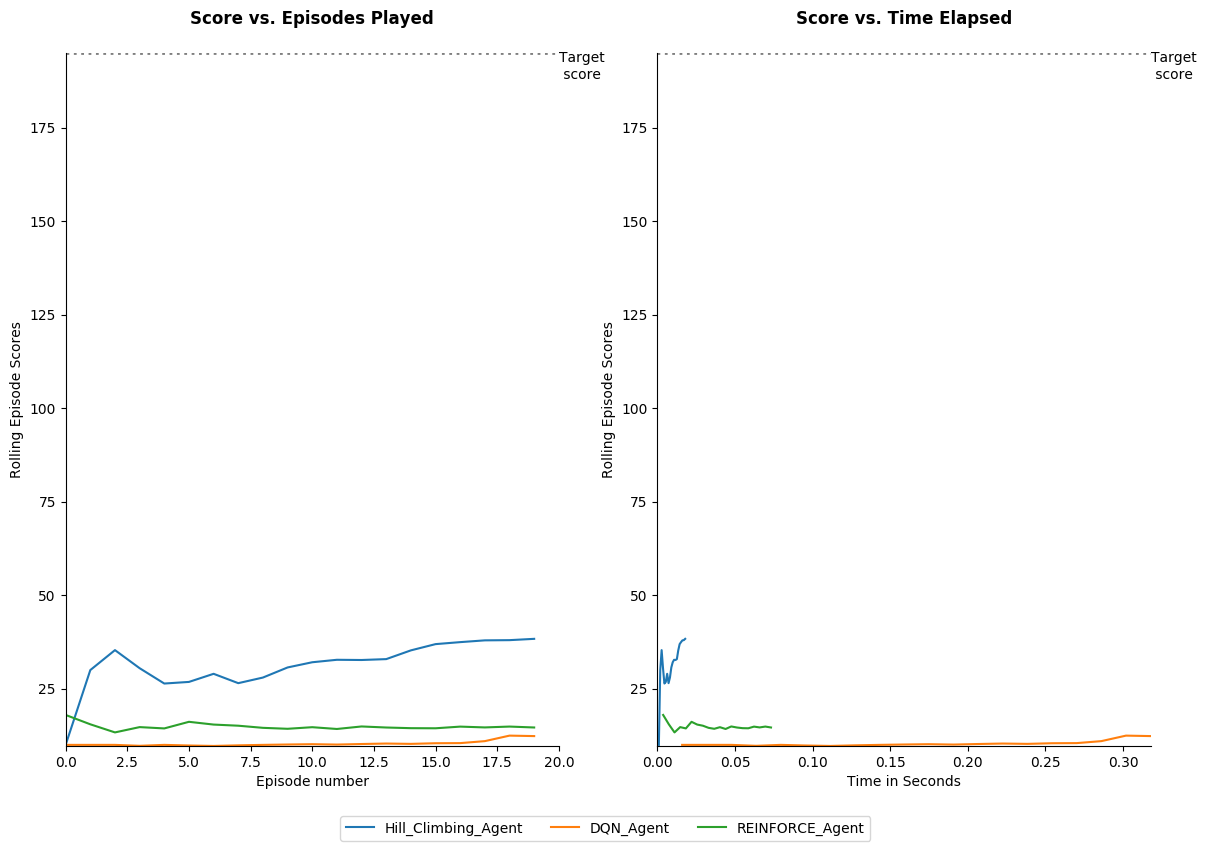 Score vs. Episodes Played
Target
score
175
150
125
100
75
50
25
Rolling Episode Scores
0.0 2.5 5.0 7.5 10.0 12.5 15.0 17.5 20.0
Episode number
Score vs. Time Elapsed
Target
score
175
150
125
100
75
50
25
Rolling Episode Scores
0.00 0.05 0.10 0.15 0.20 0.25 0.30
Time in Seconds
Hill_Climbing_Agent DQN_Agent REINFORCE_Agent